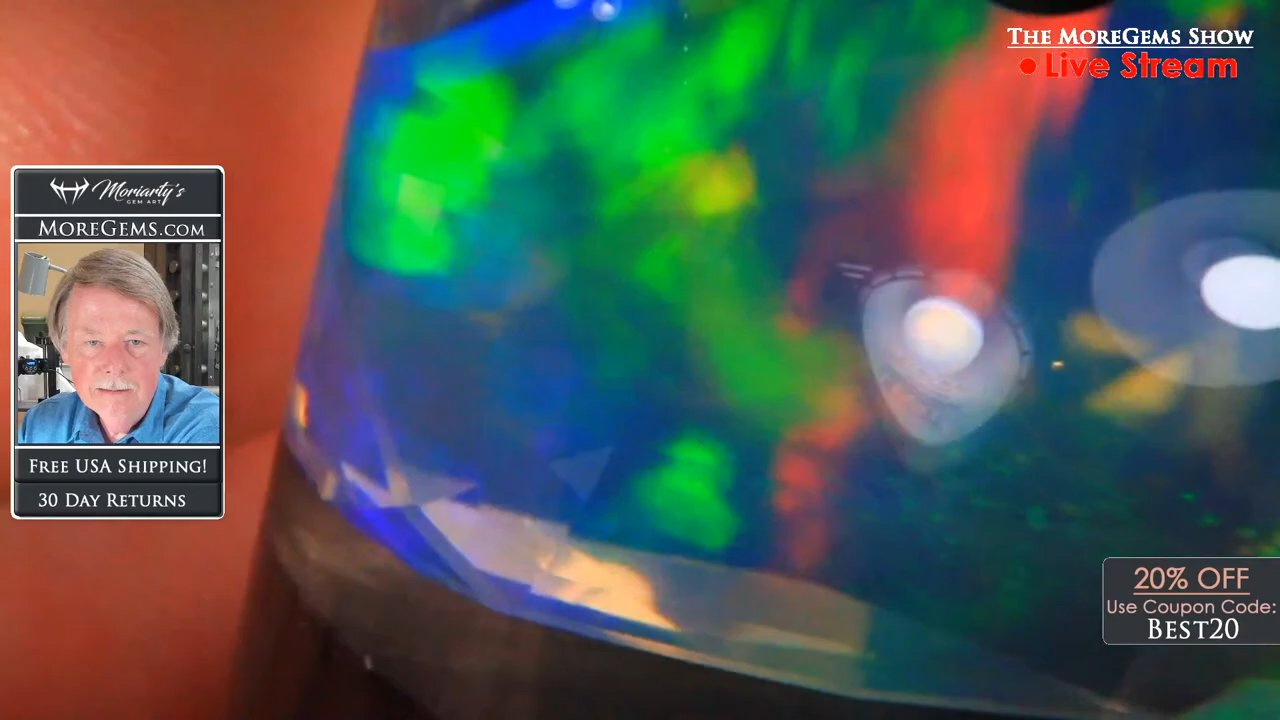 The MoreGems Show
Live Stream
Moriarty's
GEM ART
MoreGems.com
Free USA Shipping!
30 Day Returns
20% OFF
Use Coupon Code:
Best20